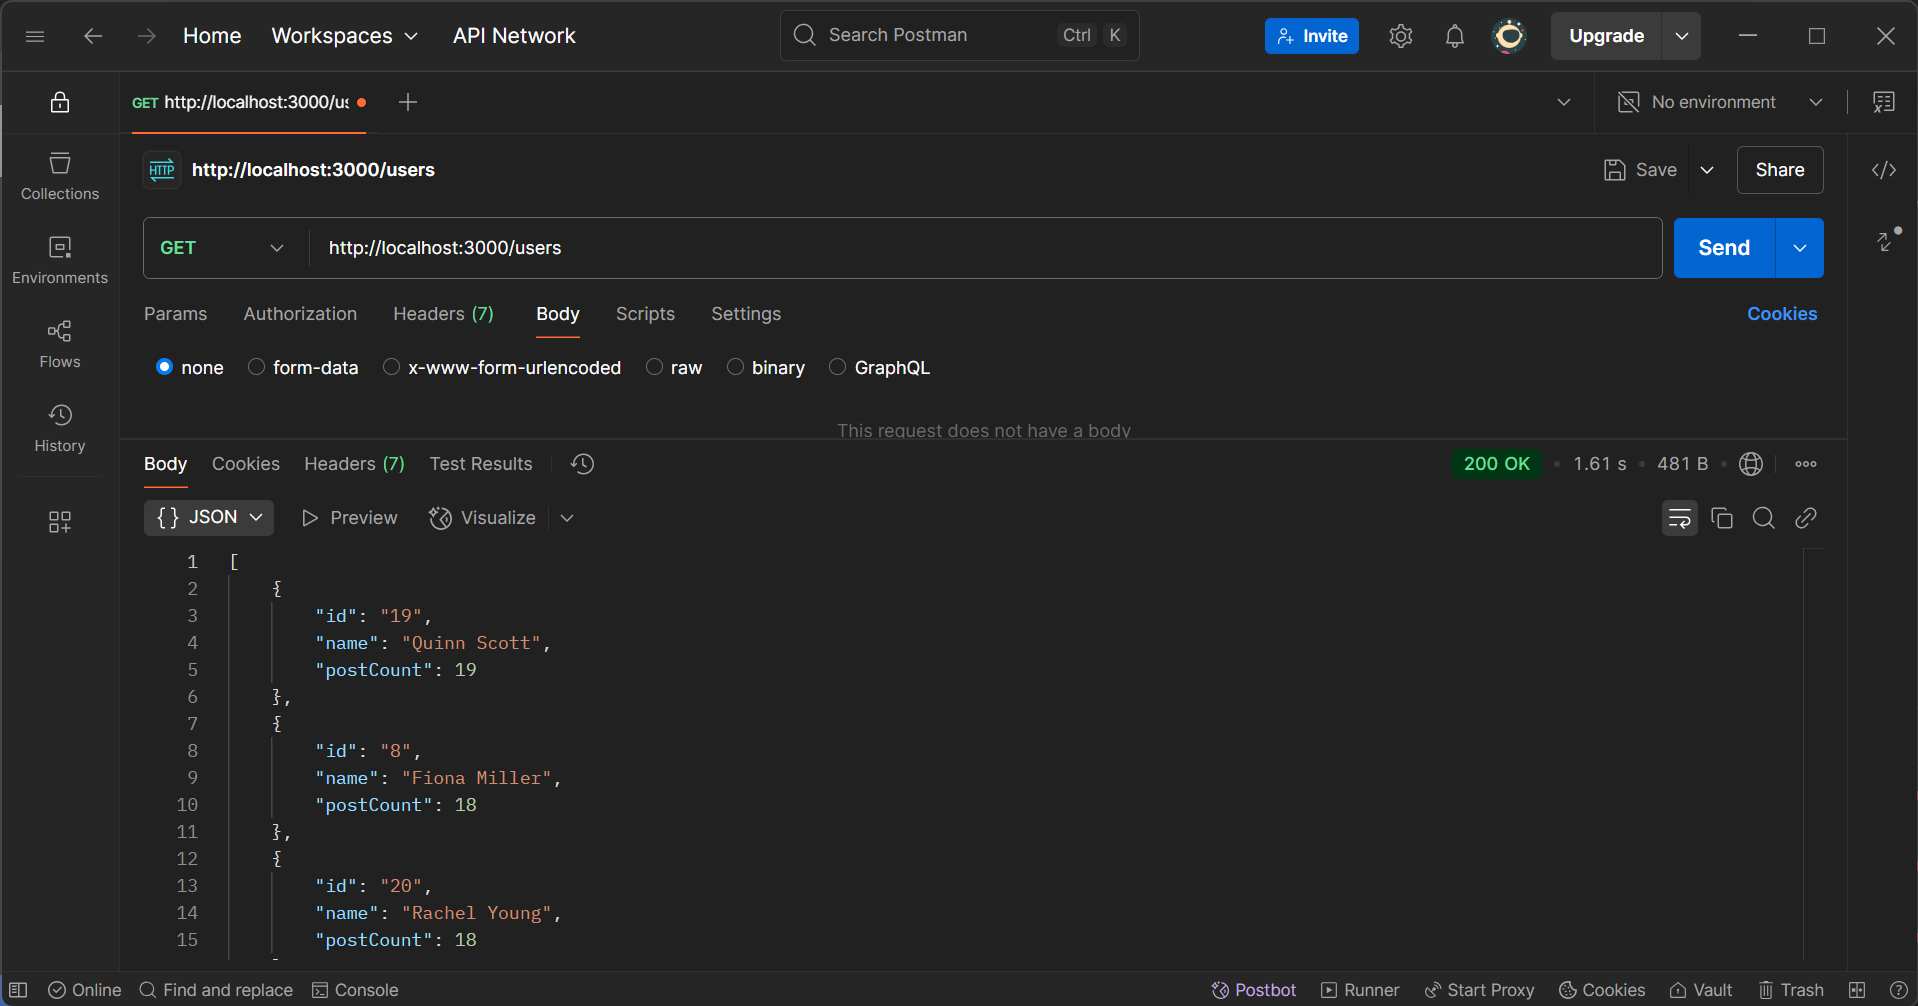 Home Workspaces API Network Search Postman Ctrl K Invite Upgrade
GET http://localhost:3000/us No environment
HTTP http://localhost:3000/users Save Share
Collections
GET http://localhost:3000/users Send
Environments
Params Authorization Headers (7) Body Scripts Settings Cookies
Flows
none form-data x-www-form-urlencoded raw binary GraphQL
This request does not have a body
History
Body Cookies Headers (7) Test Results 200 OK • 1.61 s • 481 B •
{} JSON Preview Visualize
1 [
2 {
3 "id": "19",
4 "name": "Quinn Scott",
5 "postCount": 19
6 },
7 {
8 "id": "8",
9 "name": "Fiona Miller",
10 "postCount": 18
11 },
12 {
13 "id": "20",
14 "name": "Rachel Young",
15 "postCount": 18
Online Find and replace Console Postbot Runner Start Proxy Cookies Vault Trash